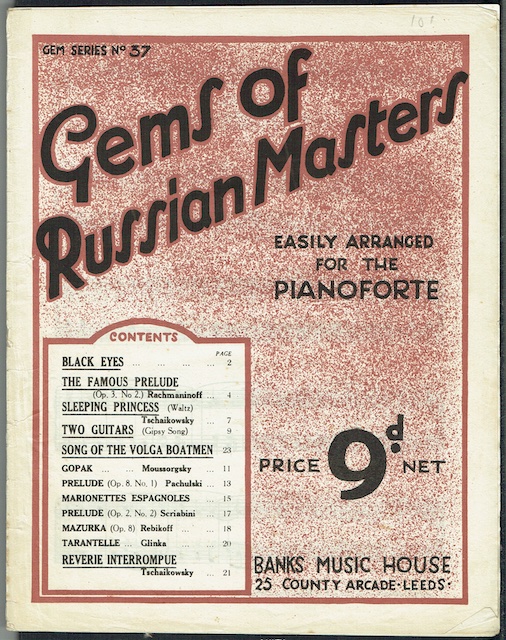 GEM SERIES Nº 37
Gems of
Russian Masters
EASILY ARRANGED
FOR THE
PIANOFORTE
CONTENTS
PAGE
BLACK EYES ... ... ... ... 2
THE FAMOUS PRELUDE
(Op. 3, No 2.) Rachmaninoff ... 4
SLEEPING PRINCESS (Waltz)
Tschaikowsky ... 7
TWO GUITARS (Gipsy Song) 9
SONG OF THE VOLGA BOATMEN 23
GOPAK ... ... Moussorgsky ... 11
PRELUDE (Op. 8, No. 1) Pachulski ... 13
MARIONETTES ESPAGNOLES ... 15
PRELUDE (Op. 2, No. 2) Scriabini 17
MAZURKA (Op. 8) Rebikoff ... ... 18
TARANTELLE ... Glinka ... ... 20
REVERIE INTERROMPUE
Tschaikowsky ... 21
PRICE 9d. NET
BANKS MUSIC HOUSE
25 COUNTY ARCADE · LEEDS ·